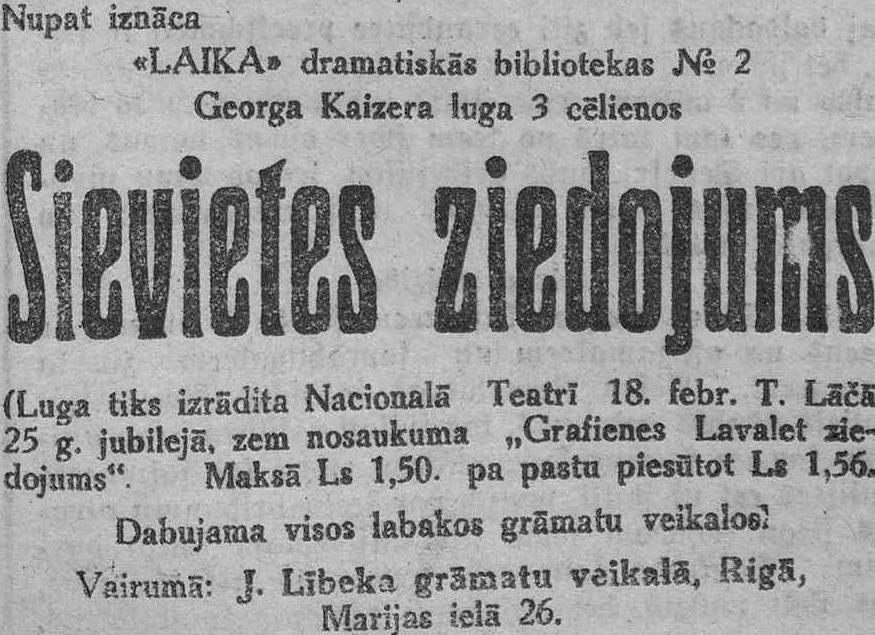 Nupat iznāca
«LAIKA» dramatiskās bibliotekas № 2
Georga Kaizera luga 3 cēlienos
Sievietes ziedojums
(Luga tiks izrādita Nacionalā Teatrī 18. febr. T. Lāčā
25 g. jubilejā, zem nosaukuma „Grafienes Lavalet zie-
dojums“. Maksā Ls 1,50. pa pastu piesūtot Ls 1,56.
Dabujama visos labakos grāmatu veikalos!
Vairumā: J. Lībeka grāmatu veikalā, Rigā,
Marijas ielā 26.